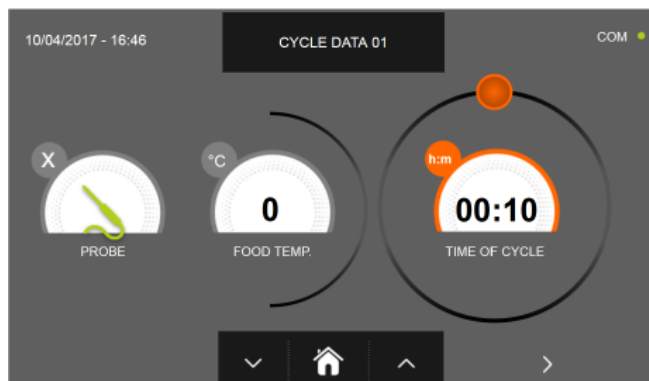 10/04/2017 - 16:46
CYCLE DATA 01
COM
X
°C
h:m
0
00:10
PROBE
FOOD TEMP.
TIME OF CYCLE